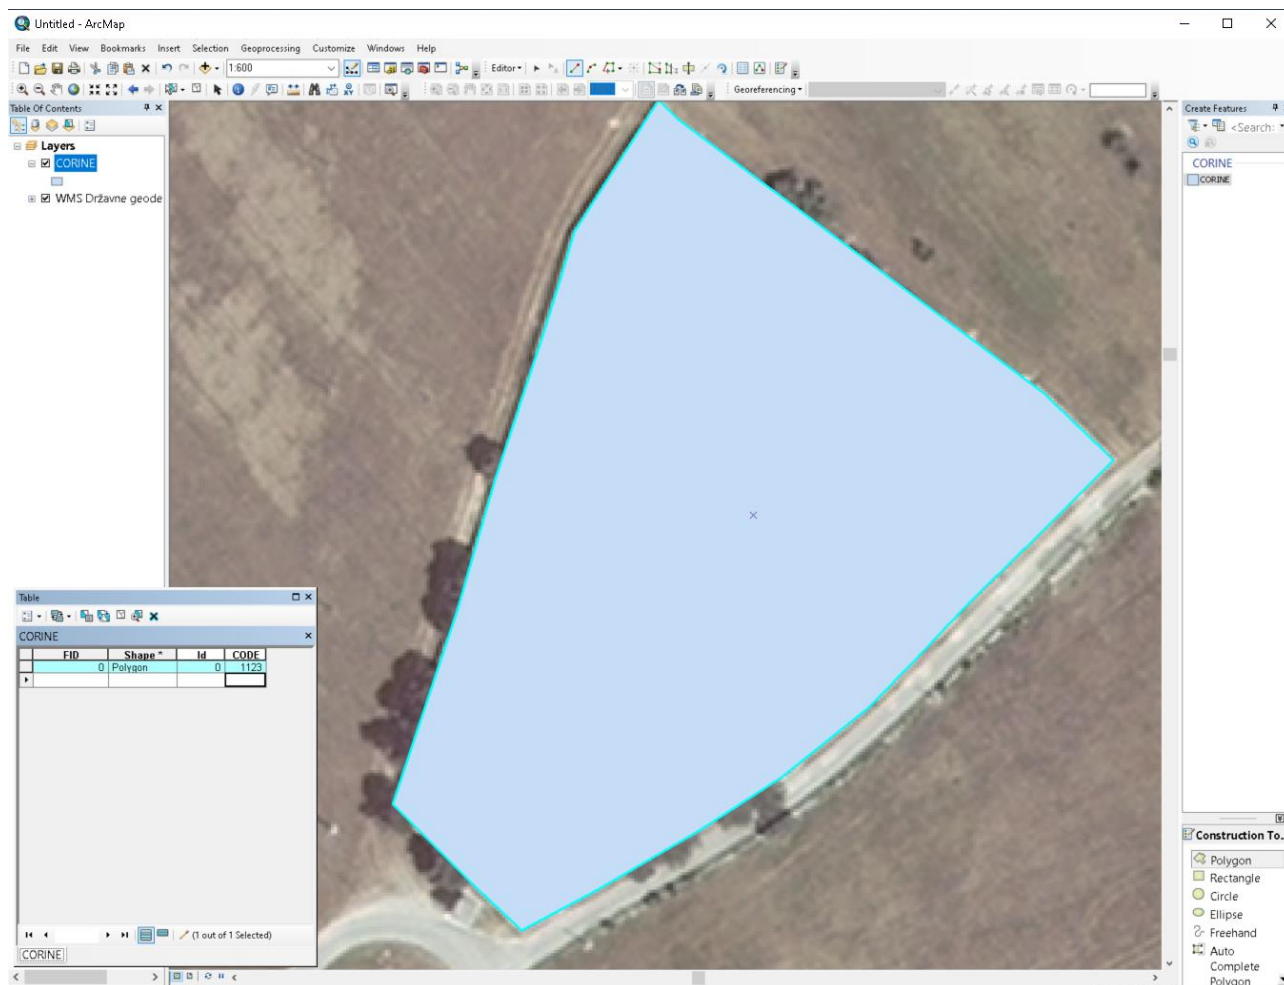 Untitled - ArcMap
File Edit View Bookmarks Insert Selection Geoprocessing Customize Windows Help
1:600
Editor
Georeferencing
Table Of Contents
Layers
CORINE
WMS Državne geode
Create Features
<Search:
CORINE
CORINE
Table
CORINE
FID Shape * Id CODE
0 Polygon 0 1123
(1 out of 1 Selected)
CORINE
Construction To..
Polygon
Rectangle
Circle
Ellipse
Freehand
Auto
Complete
Polygon